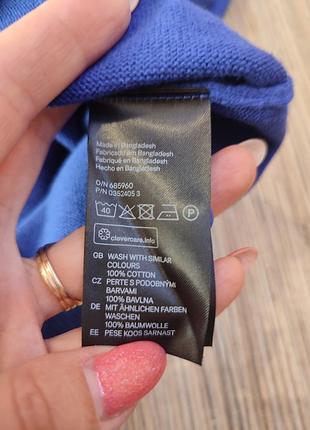 Made in Bangladesh
Fabricado em Bangladesh
Fabriqué en Bangladesh
Hecho en Bangladesh
O/N 685960
P/N 0352405 3
40 P
clevercare.info
GB WASH WITH SIMILAR
COLOURS
100% COTTON
CZ PERTE S PODOBNÝMI
BARVAMI
100% BAVLNA
DE MIT ÄHNLICHEN FARBEN
WASCHEN
100% BAUMWOLLE
EE PESE KOOS SARNAST